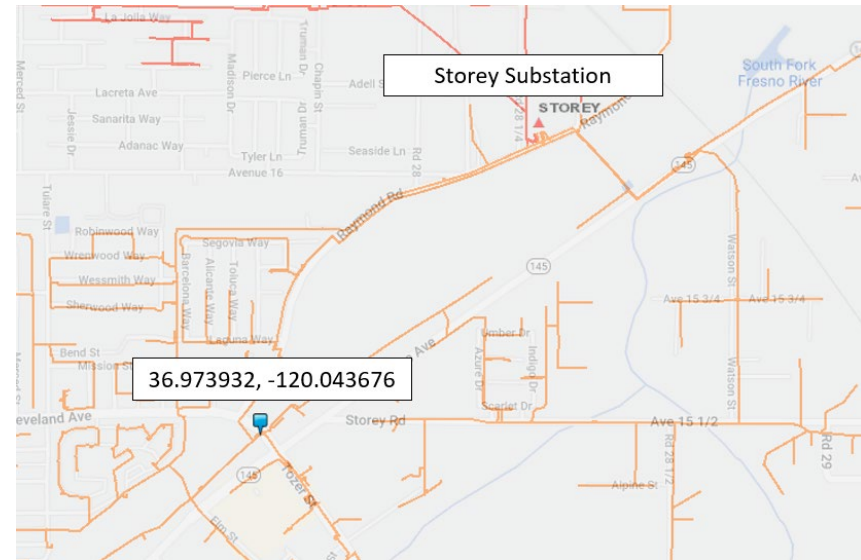 La Jolla Way
Merced St
Madison Dr
Truman Dr
Chapin St
Pierce Ln
Adell S
Storey Substation
South Fork
Fresno River
Lacreta Ave
Jessie Dr
Sanarita Way
Truman Dr
Rd 28 1/4
STOREY
Raymond
Adanac Way
Tyler Ln
Seaside Ln
Rd 28
145
Avenue 16
Tulare St
Raymond Rd
Robinwood Way
Segovia Way
Wrenwood Way
Barcelona Way
Alicante Way
Toluca Way
Watson St
Wessmith Way
145
Sherwood Way
Ave 15 3/4
Ave 15 3/4
Laguna Way
Umber Dr
Ave
Bend St
Mission
Azure Dr
Indigo Dr
Watson St
36.973932, -120.043676
Scarlet Dr
eveland Ave
Storey Rd
Ave 15 1/2
Rd 28 1/2
Rd 29
145
Tozer St
Alpine St
Elm St